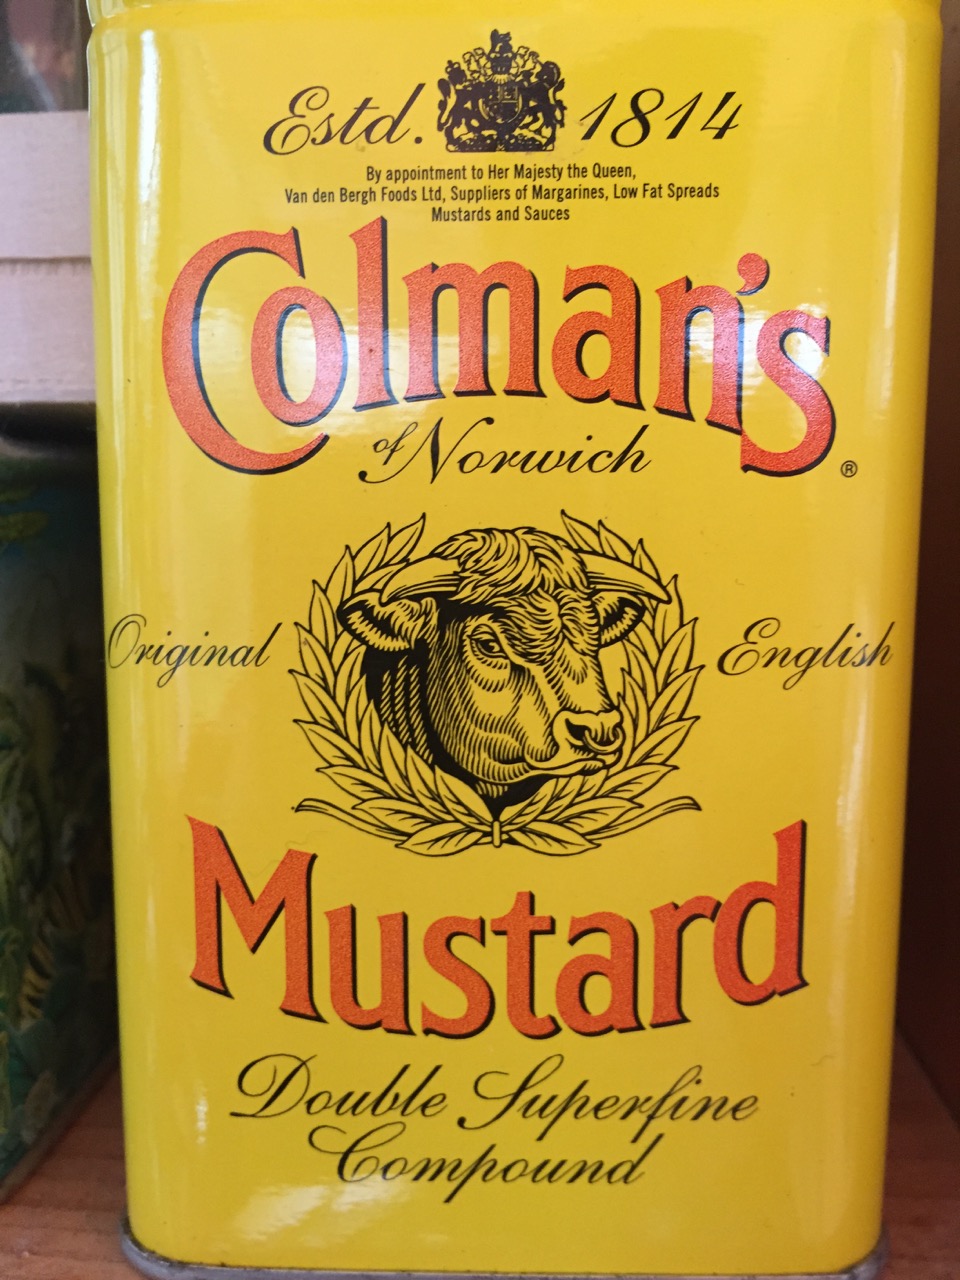 Estd. 1814
By appointment to Her Majesty the Queen,
Van den Bergh Foods Ltd, Suppliers of Margarines, Low Fat Spreads
Mustards and Sauces
Colman's®
of Norwich
Original English
Mustard
Double Superfine
Compound